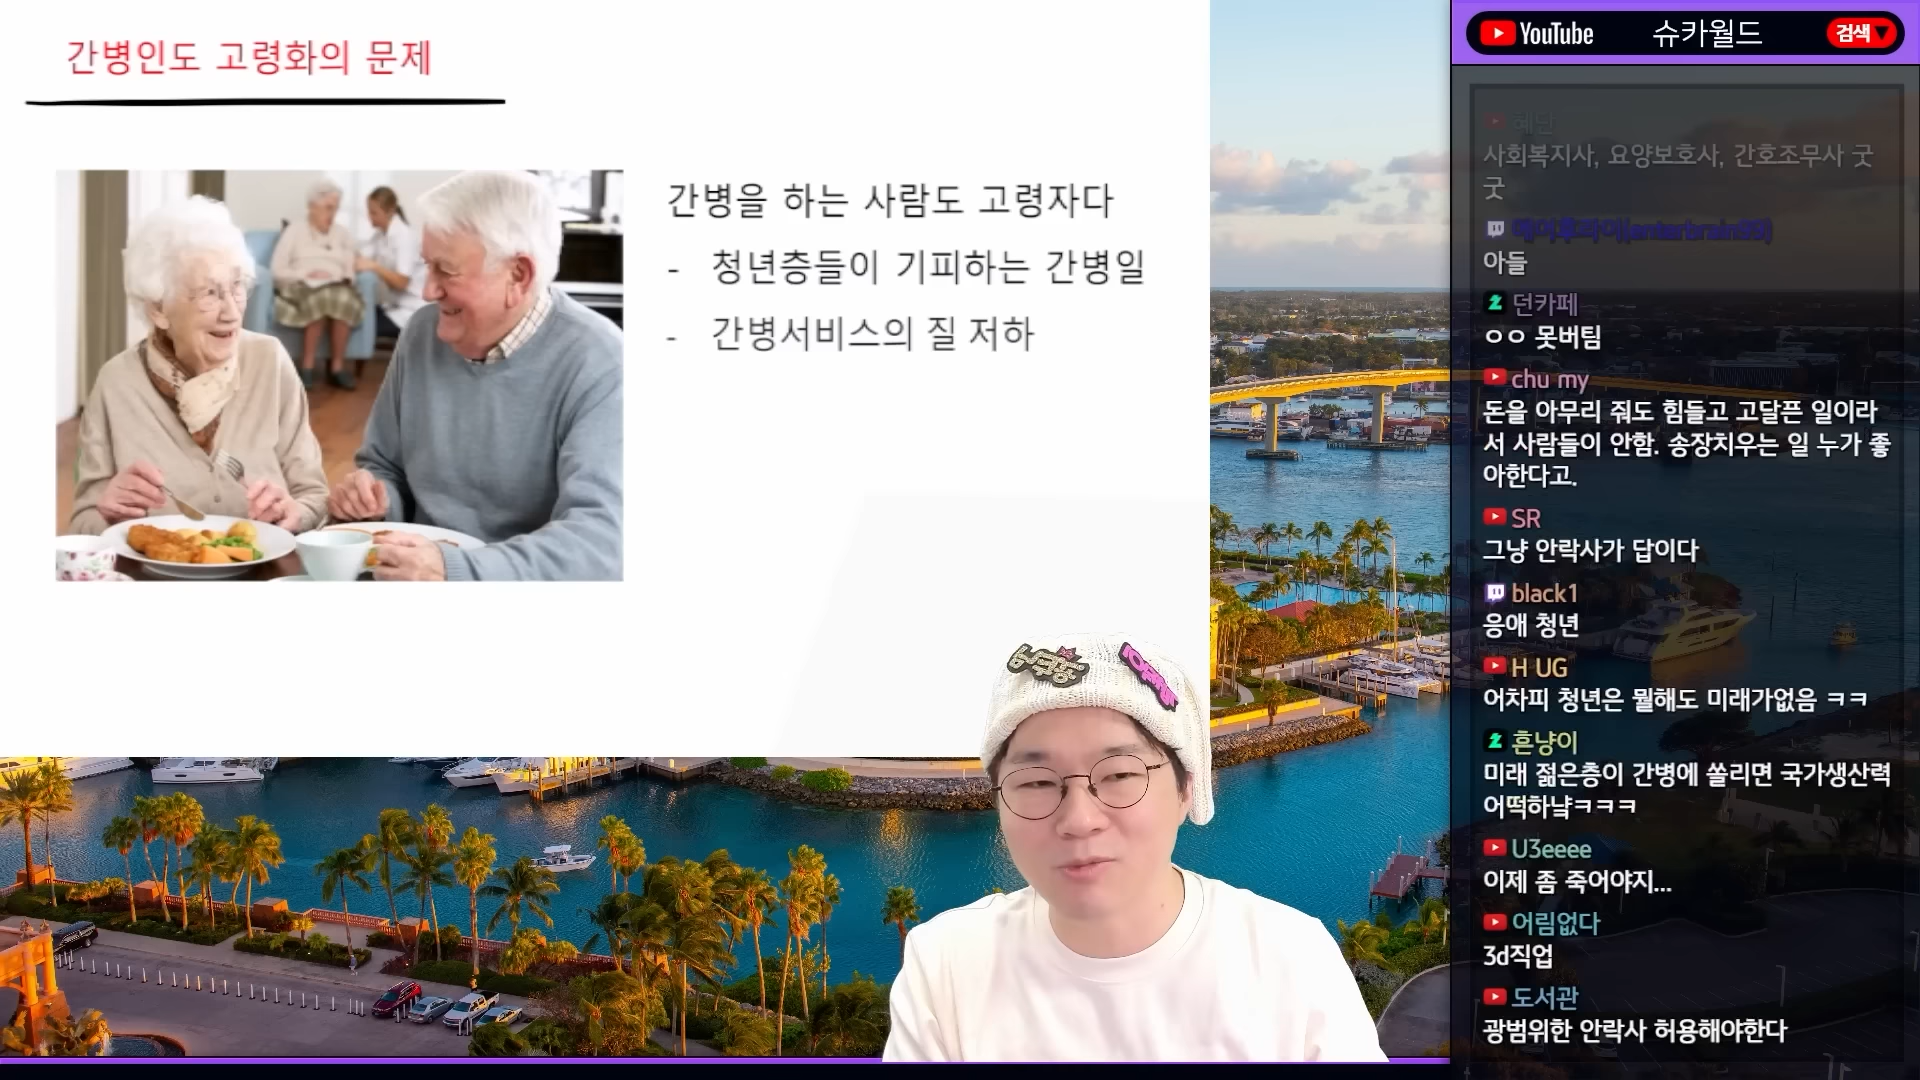 간병인도 고령화의 문제
간병을 하는 사람도 고령자다
- 청년층들이 기피하는 간병일
- 간병서비스의 질 저하
YouTube 슈카월드 검색
혜단
사회복지사, 요양보호사, 간호조무사 굿
굿
(enterbrain99)
아들
던카페
ㅇㅇ 못버팀
chu my
돈을 아무리 줘도 힘들고 고달픈 일이라
서 사람들이 안함. 송장치우는 일 누가 좋
아한다고.
SR
그냥 안락사가 답이다
black1
응애 청년
H UG
어차피 청년은 뭘해도 미래가없음 ㅋㅋ
흔냥이
미래 젊은층이 간병에 쏠리면 국가생산력
어떡하냨ㅋㅋㅋ
U3eeee
이제 좀 죽어야지...
어림없다
3d직업
도서관
광범위한 안락사 허용해야한다